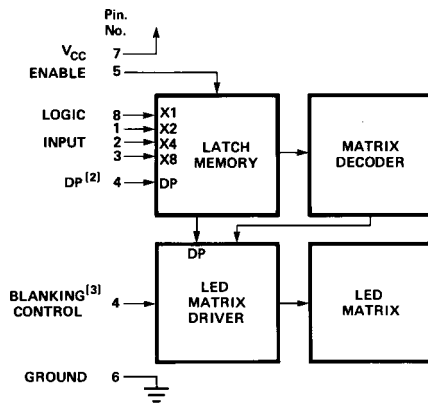 Pin.
No.
VCC 7
ENABLE 5
LOGIC 8 X1
1 X2
INPUT 2 X4
3 X8
DP[2] 4 DP
LATCH
MEMORY
MATRIX
DECODER
DP
LED
MATRIX
DRIVER
LED
MATRIX
BLANKING[3]
CONTROL 4
GROUND 6